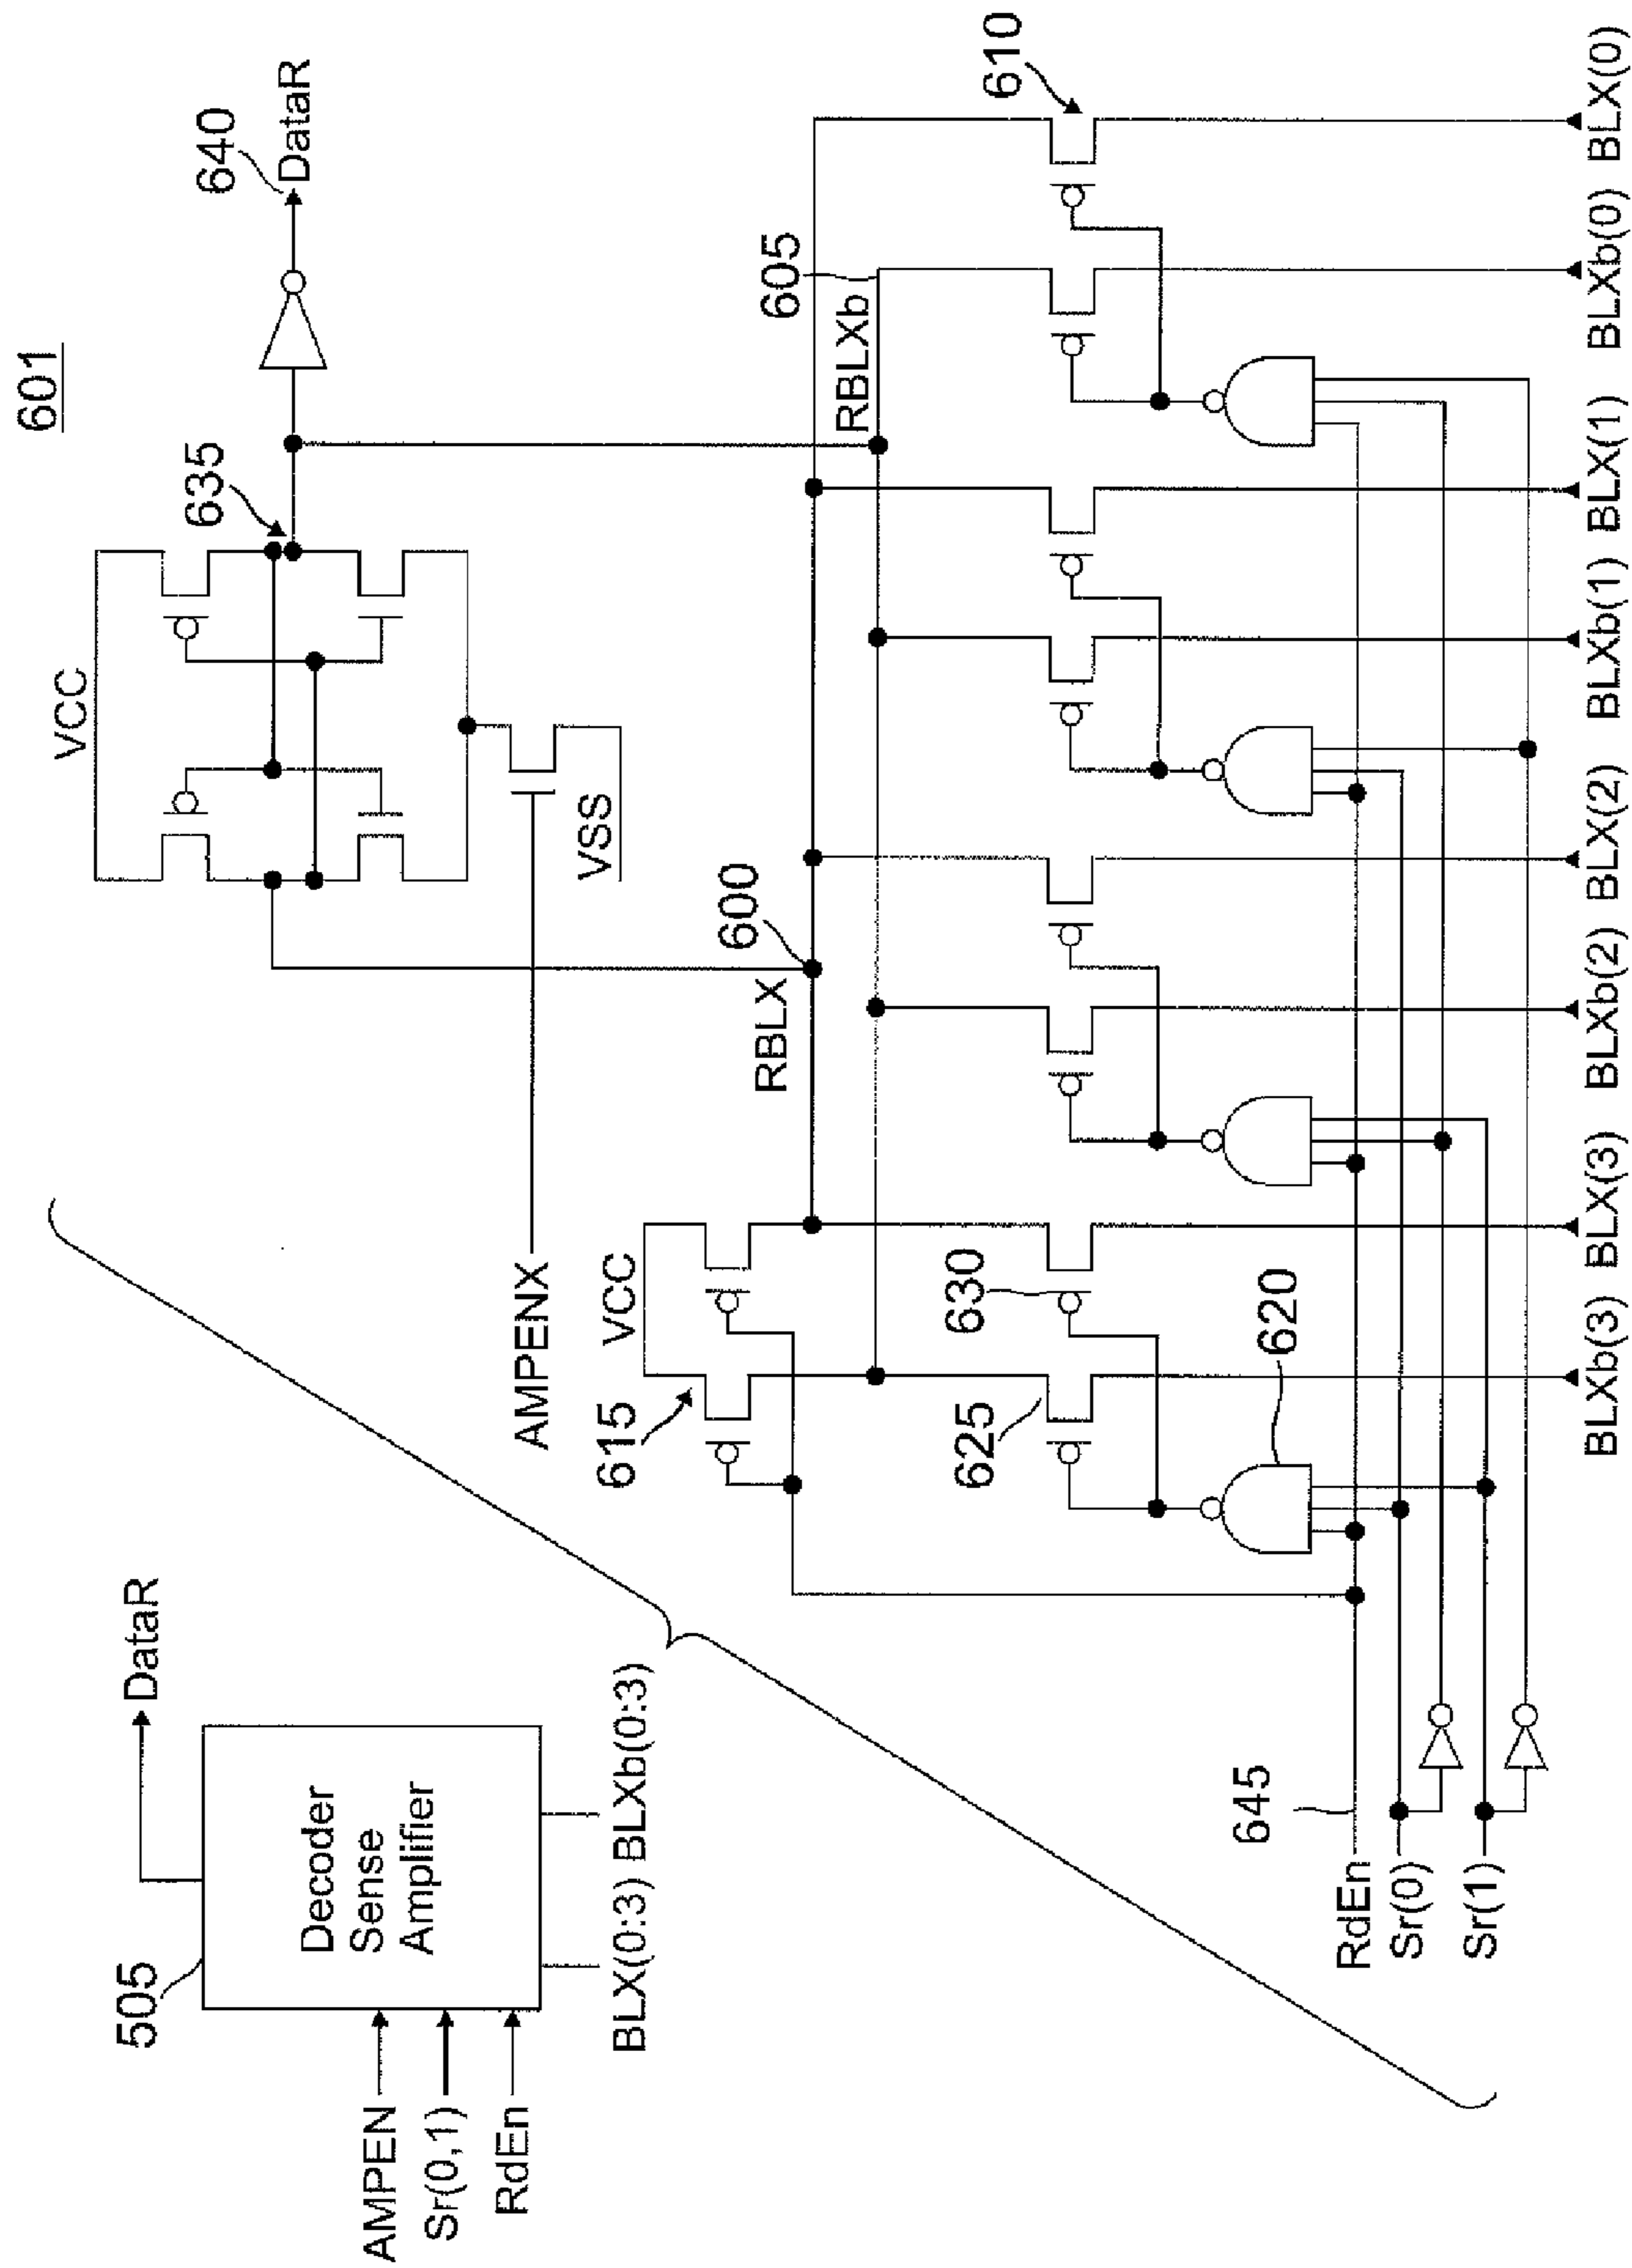 601
505
Decoder
Sense
Amplifier
DataR
AMPEN
Sr(0,1)
RdEn
BLX(0:3) BLXb(0:3)
VCC
635
640
DataR
AMPENX
VSS
615
VCC
RBLX
600
RBLXb
605
625
630
610
620
645
RdEn
Sr(0)
Sr(1)
BLXb(3)
BLX(3)
BLXb(2)
BLX(2)
BLXb(1)
BLX(1)
BLXb(0)
BLX(0)